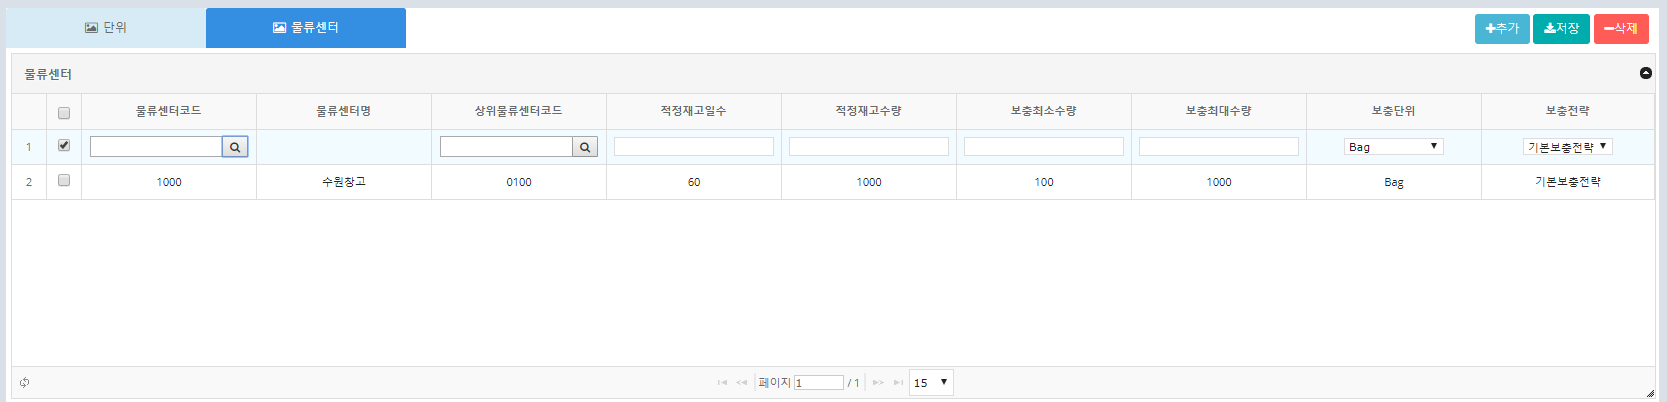 단위 물류센터 추가 저장 삭제
물류센터
물류센터코드 물류센터명 상위물류센터코드 적정재고일수 적정재고수량 보충최소수량 보충최대수량 보충단위 보충전략
1 Bag 기본보충전략
2 1000 수원창고 0100 60 1000 100 1000 Bag 기본보충전략
페이지 1 / 1 15